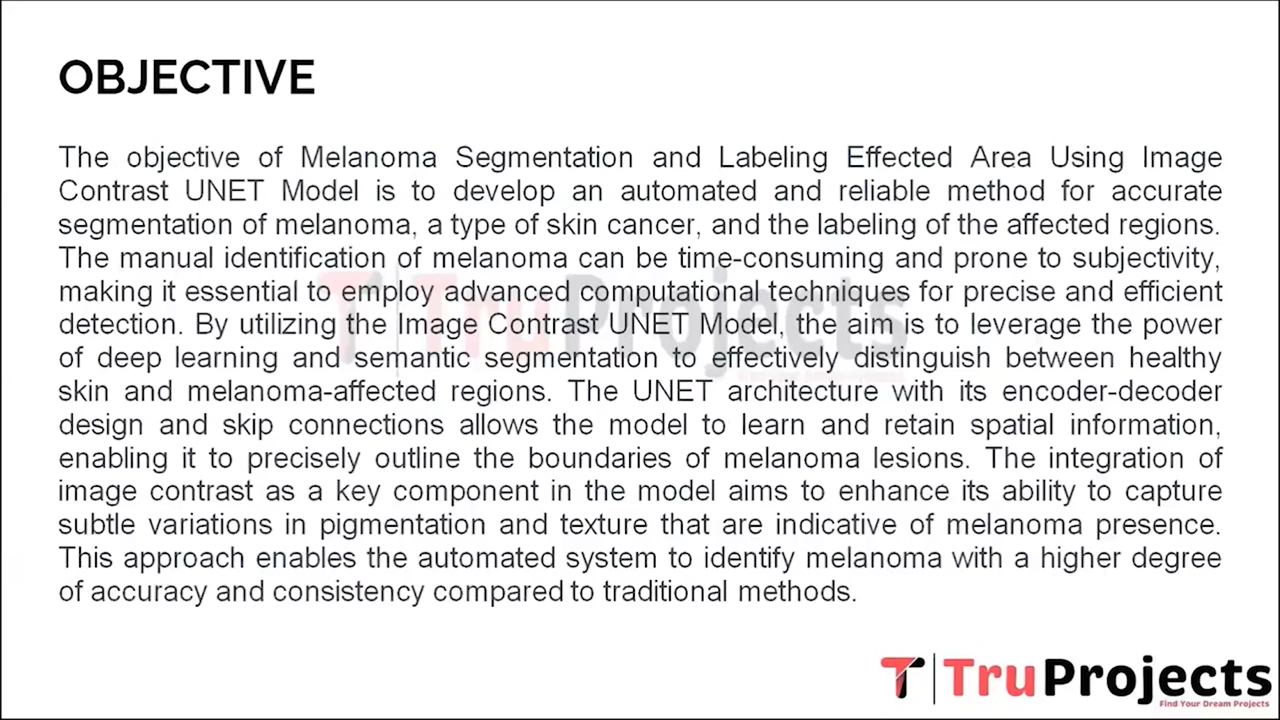 OBJECTIVE
The objective of Melanoma Segmentation and Labeling Effected Area Using Image
Contrast UNET Model is to develop an automated and reliable method for accurate
segmentation of melanoma, a type of skin cancer, and the labeling of the affected regions.
The manual identification of melanoma can be time-consuming and prone to subjectivity,
making it essential to employ advanced computational techniques for precise and efficient
detection. By utilizing the Image Contrast UNET Model, the aim is to leverage the power
of deep learning and semantic segmentation to effectively distinguish between healthy
skin and melanoma-affected regions. The UNET architecture with its encoder-decoder
design and skip connections allows the model to learn and retain spatial information,
enabling it to precisely outline the boundaries of melanoma lesions. The integration of
image contrast as a key component in the model aims to enhance its ability to capture
subtle variations in pigmentation and texture that are indicative of melanoma presence.
This approach enables the automated system to identify melanoma with a higher degree
of accuracy and consistency compared to traditional methods.
TruProjects
TruProjects
Find Your Dream Projects